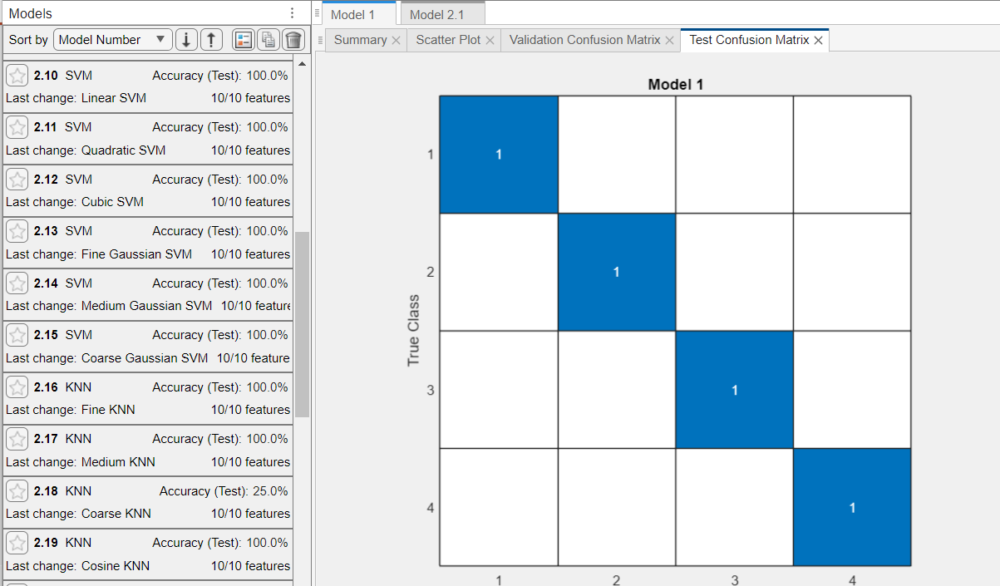 Models
Sort by Model Number
2.10 SVM Accuracy (Test): 100.0%
Last change: Linear SVM 10/10 features
2.11 SVM Accuracy (Test): 100.0%
Last change: Quadratic SVM 10/10 features
2.12 SVM Accuracy (Test): 100.0%
Last change: Cubic SVM 10/10 features
2.13 SVM Accuracy (Test): 100.0%
Last change: Fine Gaussian SVM 10/10 features
2.14 SVM Accuracy (Test): 100.0%
Last change: Medium Gaussian SVM 10/10 feature
2.15 SVM Accuracy (Test): 100.0%
Last change: Coarse Gaussian SVM 10/10 feature
2.16 KNN Accuracy (Test): 100.0%
Last change: Fine KNN 10/10 features
2.17 KNN Accuracy (Test): 100.0%
Last change: Medium KNN 10/10 features
2.18 KNN Accuracy (Test): 25.0%
Last change: Coarse KNN 10/10 features
2.19 KNN Accuracy (Test): 100.0%
Last change: Cosine KNN 10/10 features
Model 1 Model 2.1
Summary Scatter Plot Validation Confusion Matrix Test Confusion Matrix
Model 1
1 1
2 1
True Class
3 1
4 1
1 2 3 4